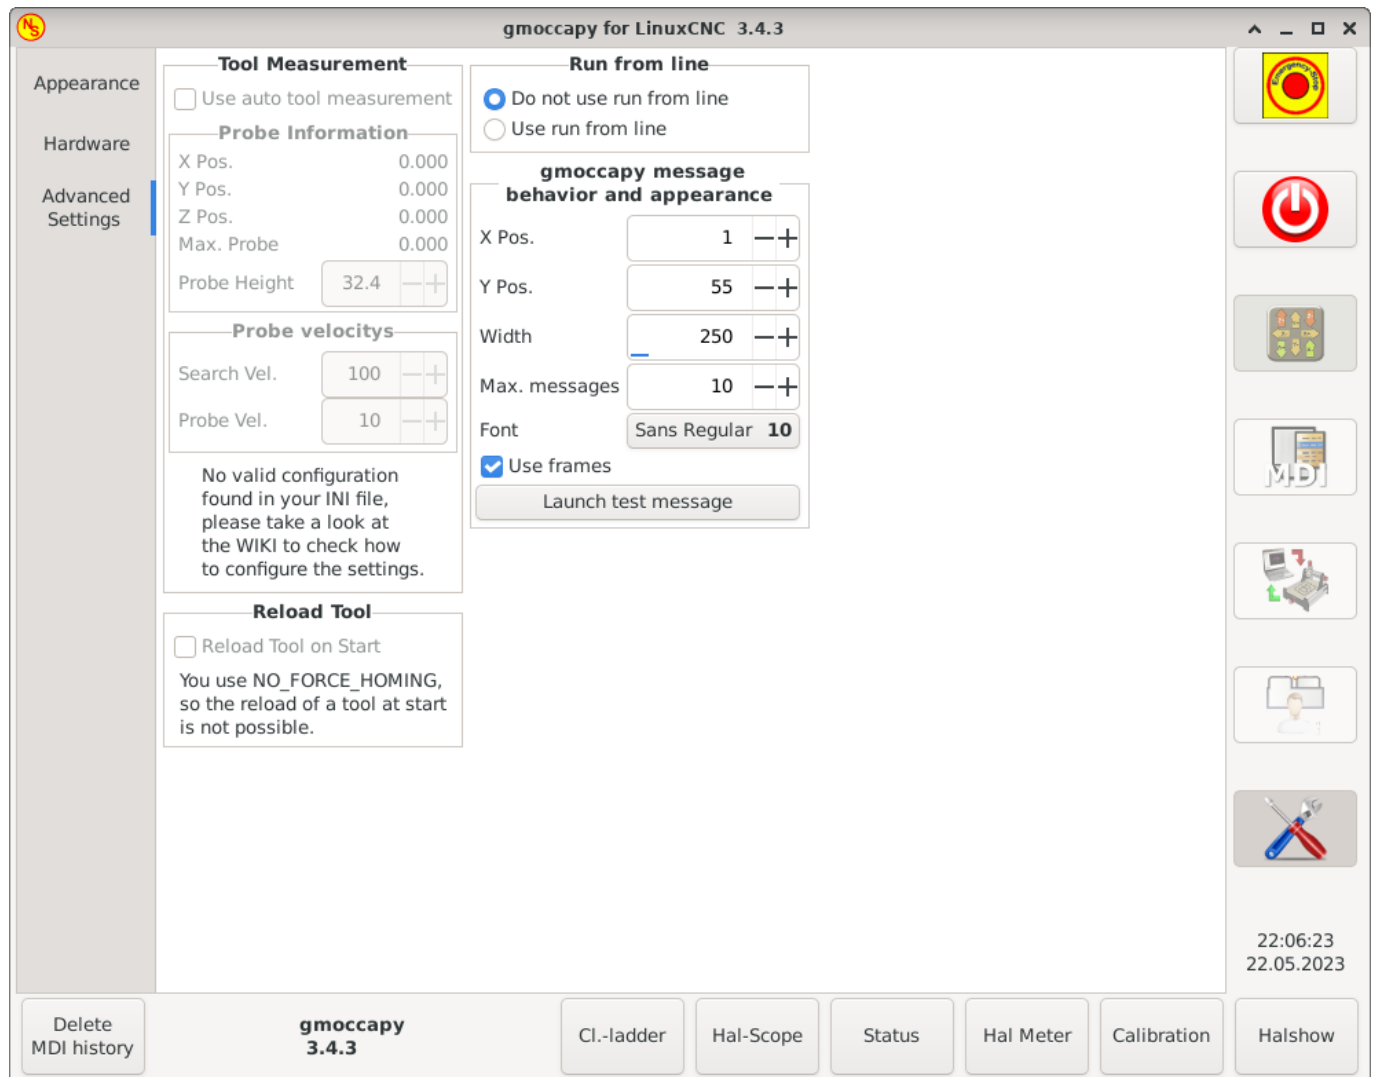 NS
gmoccapy for LinuxCNC 3.4.3
Appearance
Hardware
Advanced
Settings
Tool Measurement
Use auto tool measurement
Probe Information
X Pos. 0.000
Y Pos. 0.000
Z Pos. 0.000
Max. Probe 0.000
Probe Height 32.4
Probe velocitys
Search Vel. 100
Probe Vel. 10
No valid configuration
found in your INI file,
please take a look at
the WIKI to check how
to configure the settings.
Reload Tool
Reload Tool on Start
You use NO_FORCE_HOMING,
so the reload of a tool at start
is not possible.
Run from line
Do not use run from line
Use run from line
gmoccapy message
behavior and appearance
X Pos. 1
Y Pos. 55
Width 250
Max. messages 10
Font Sans Regular 10
Use frames
Launch test message
Emergency-Stop
MDI
22:06:23
22.05.2023
Delete
MDI history
gmoccapy
3.4.3
Cl.-ladder
Hal-Scope
Status
Hal Meter
Calibration
Halshow